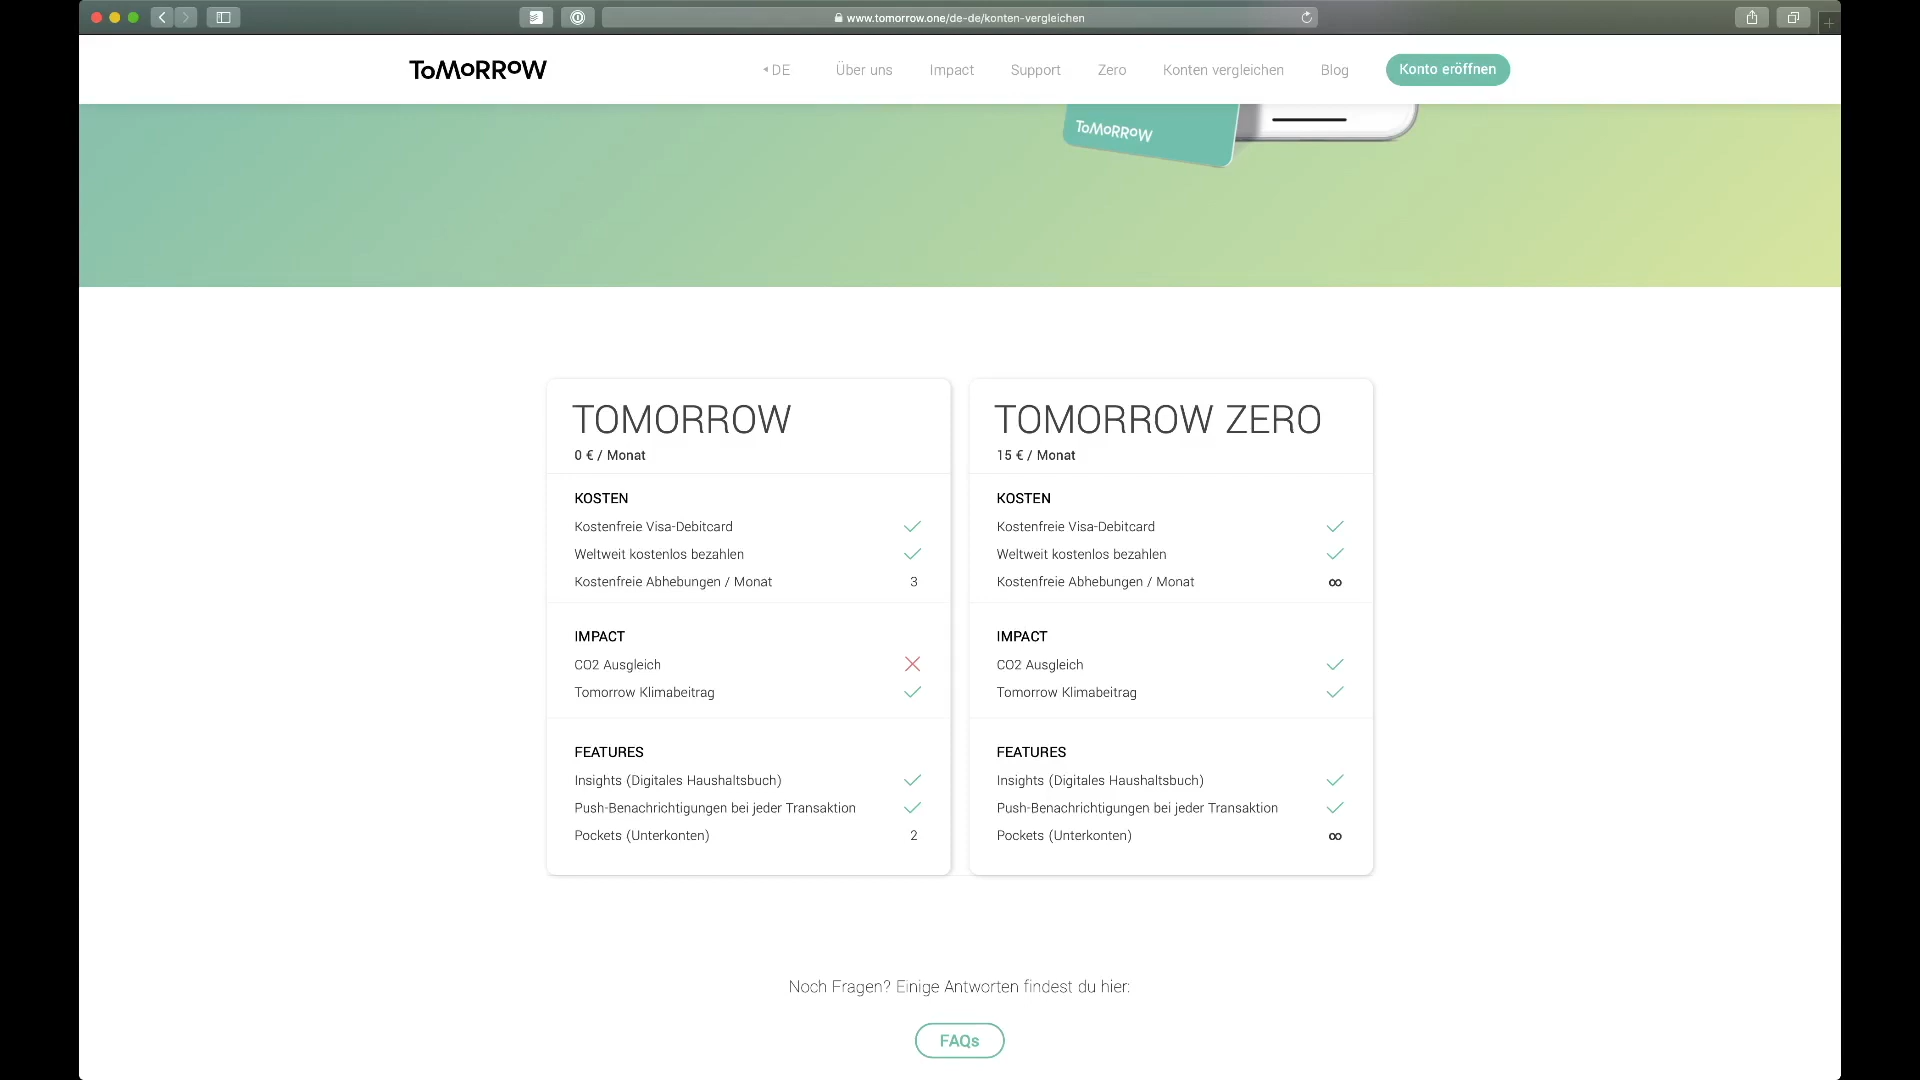 www.tomorrow.one/de-de/konten-vergleichen
ToMoRRoW
DE Über uns Impact Support Zero Konten vergleichen Blog Konto eröffnen
ToMoRRoW
TOMORROW
0 € / Monat
KOSTEN
Kostenfreie Visa-Debitcard
Weltweit kostenlos bezahlen
Kostenfreie Abhebungen / Monat 3
IMPACT
CO2 Ausgleich
Tomorrow Klimabeitrag
FEATURES
Insights (Digitales Haushaltsbuch)
Push-Benachrichtigungen bei jeder Transaktion
Pockets (Unterkonten) 2
TOMORROW ZERO
15 € / Monat
KOSTEN
Kostenfreie Visa-Debitcard
Weltweit kostenlos bezahlen
Kostenfreie Abhebungen / Monat ∞
IMPACT
CO2 Ausgleich
Tomorrow Klimabeitrag
FEATURES
Insights (Digitales Haushaltsbuch)
Push-Benachrichtigungen bei jeder Transaktion
Pockets (Unterkonten) ∞
Noch Fragen? Einige Antworten findest du hier:
FAQs